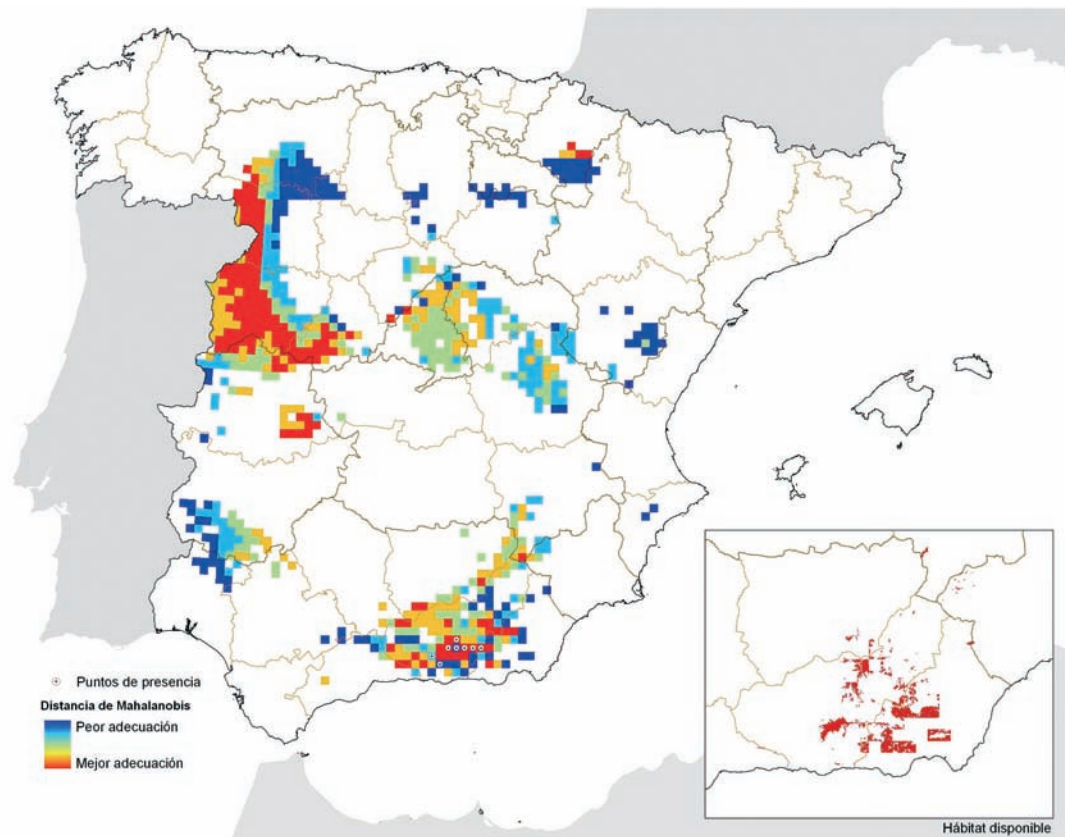 Puntos de presencia
Distancia de Mahalanobis
Peor adecuación
Mejor adecuación
Hábitat disponible